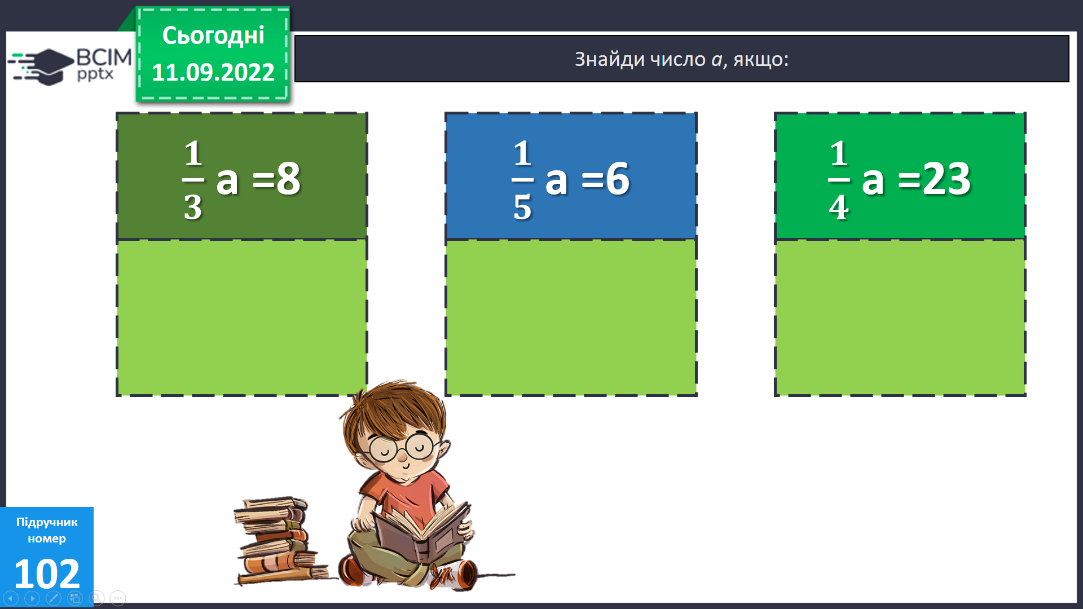 Сьогодні
11.09.2022
BCIM
pptx
Знайди число а, якщо:
1/3 а =8
1/5 а =6
1/4 а =23
Підручник
номер
102